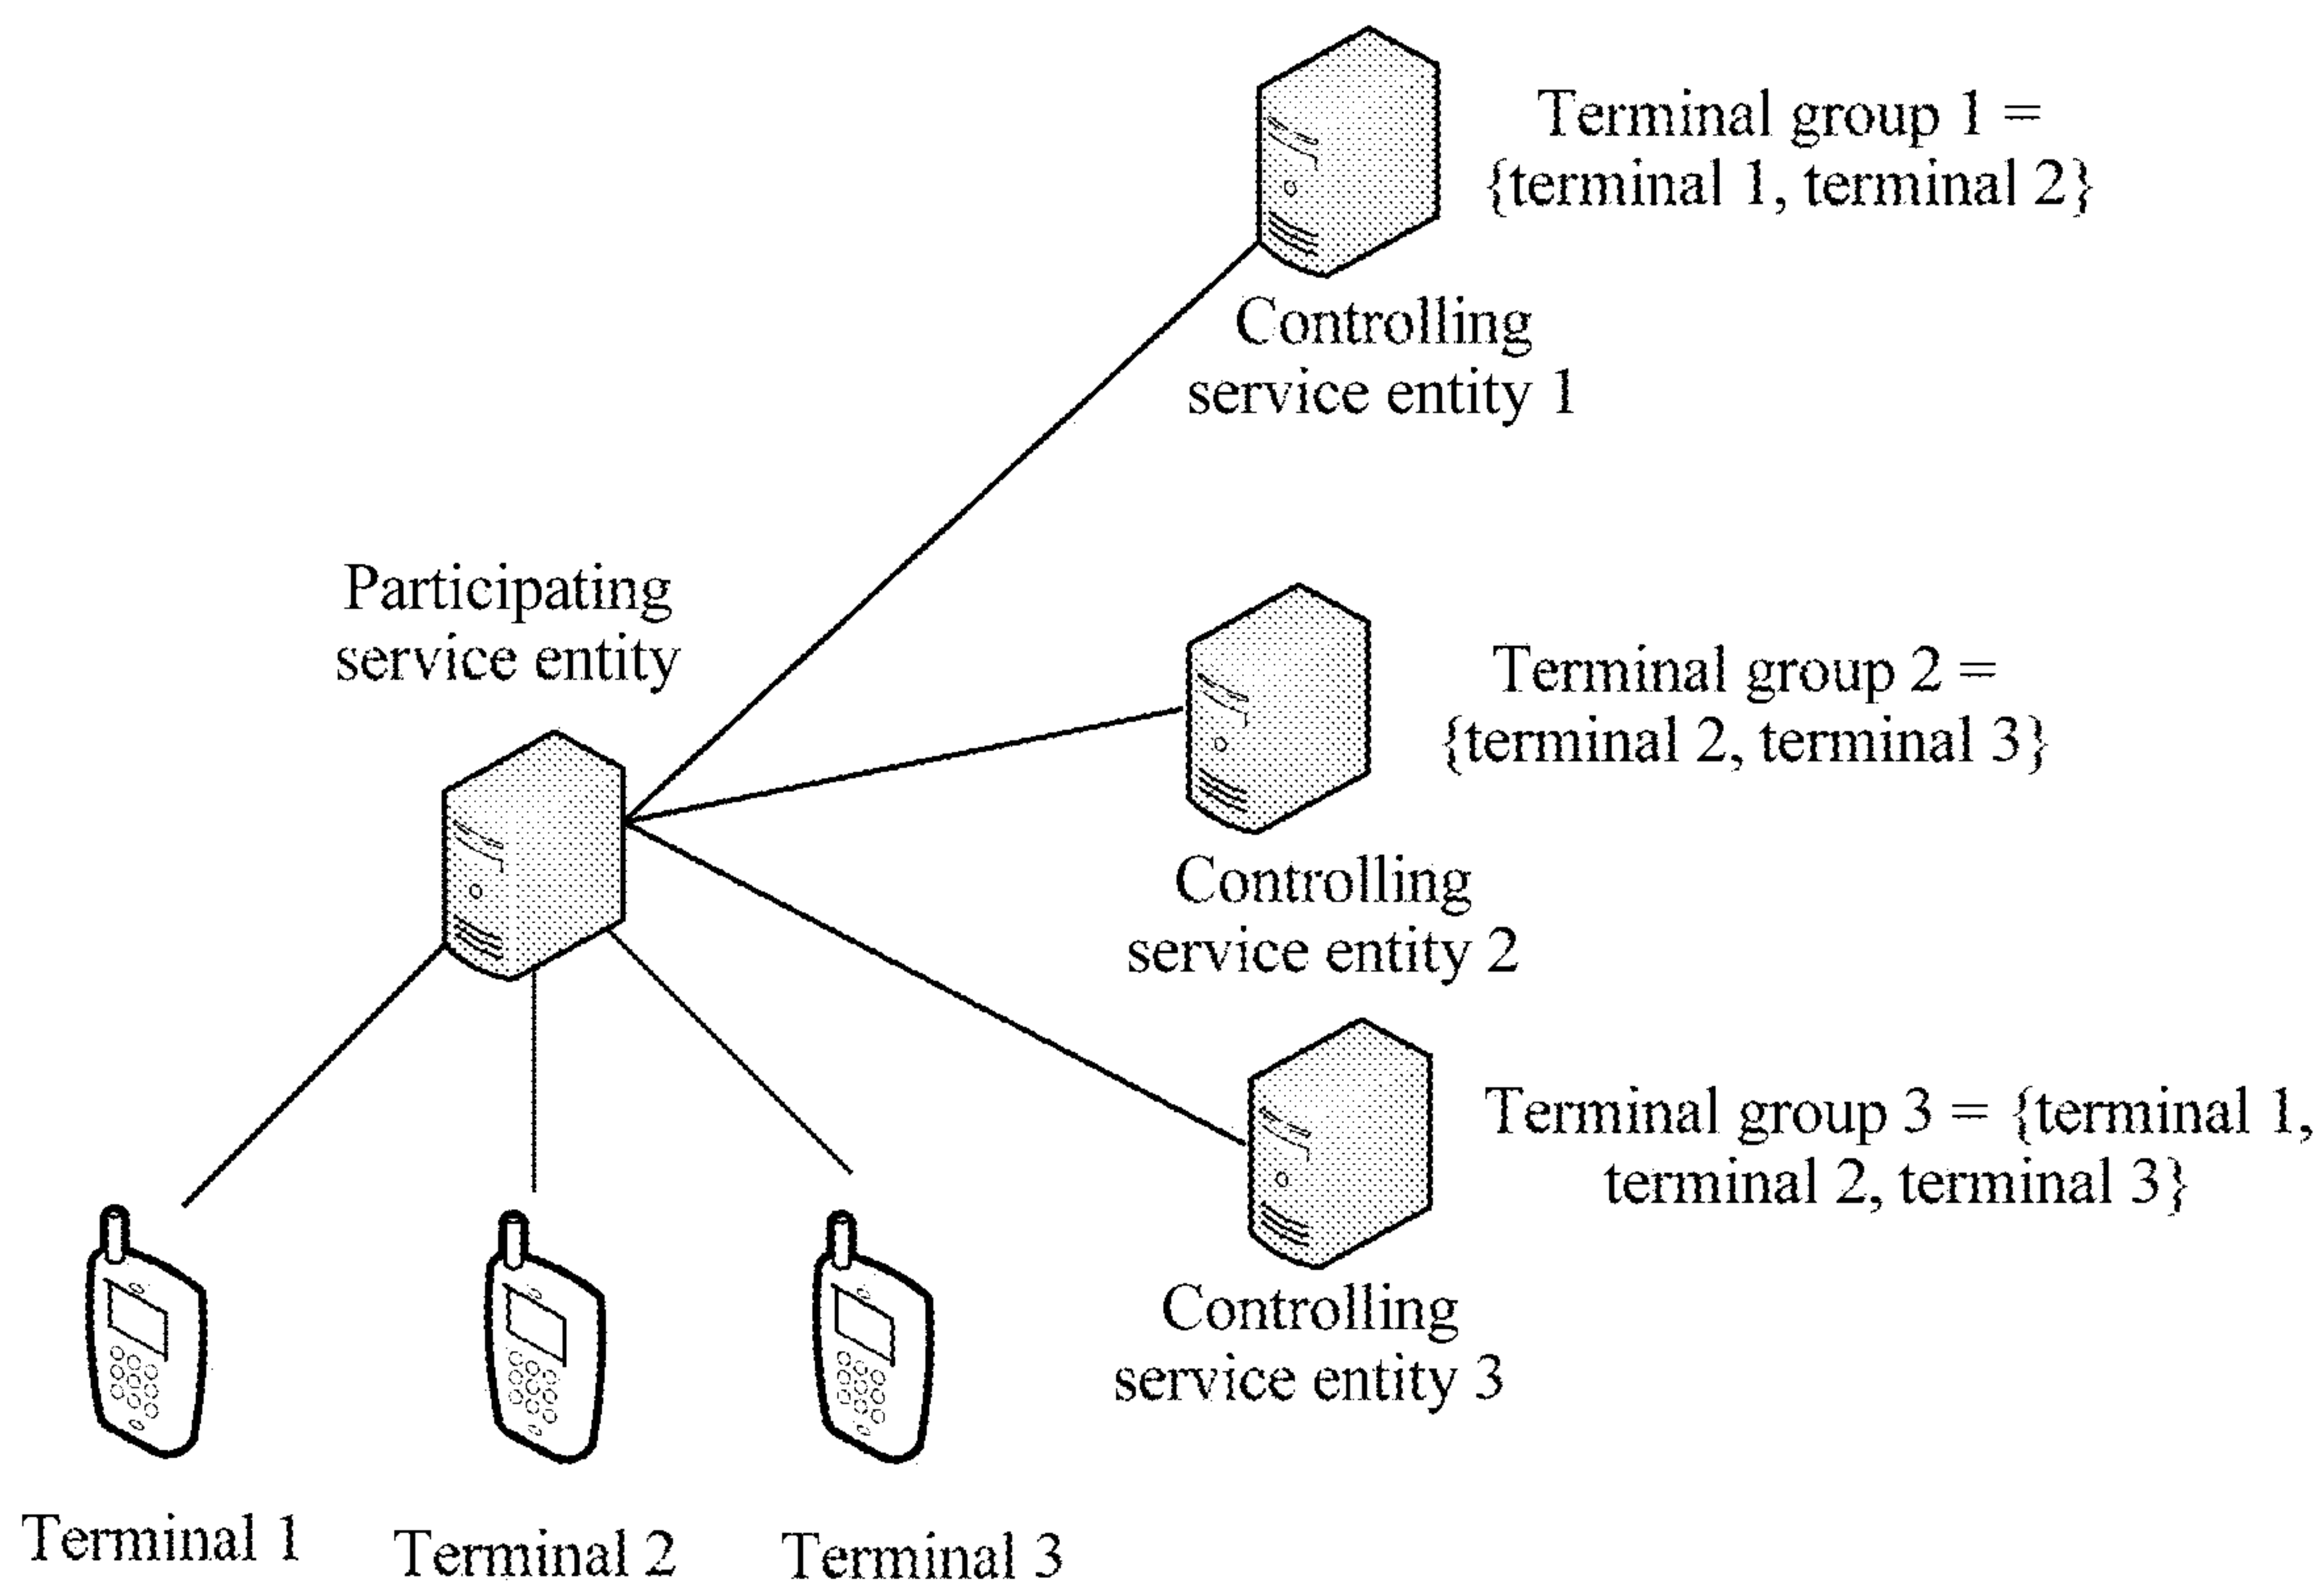 Terminal group 1 =
{terminal 1, terminal 2}
Controlling
service entity 1
Participating
service entity
Terminal group 2 =
{terminal 2, terminal 3}
Controlling
service entity 2
Terminal group 3 = {terminal 1,
terminal 2, terminal 3}
Controlling
service entity 3
Terminal 1
Terminal 2
Terminal 3